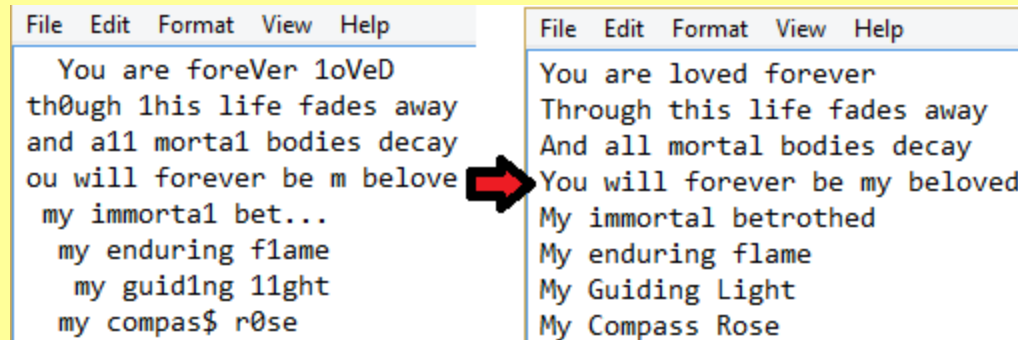 File Edit Format View Help
You are foreVer 1oVeD
th0ugh 1his life fades away
and a11 morta1 bodies decay
ou will forever be m belove
my immorta1 bet...
my enduring f1ame
my guid1ng 11ght
my compas$ r0se
File Edit Format View Help
You are loved forever
Through this life fades away
And all mortal bodies decay
You will forever be my beloved
My immortal betrothed
My enduring flame
My Guiding Light
My Compass Rose